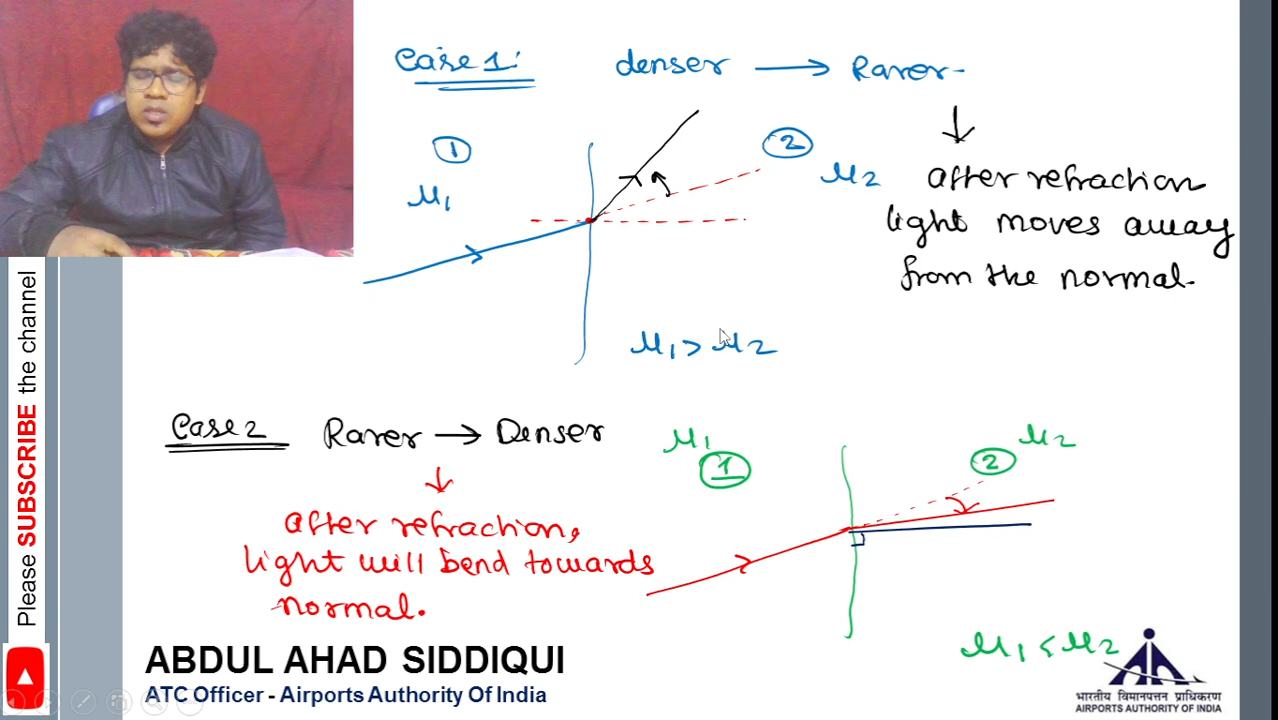 Case 1:
denser → Rarer
1
μ1
2
μ2
↓
after refraction
light moves away
from the normal.
μ1 > μ2
Case 2
Rarer → Denser
↓
after refraction,
light will bend towards
normal.
μ1
1
2
μ2
μ1 < μ2
Please SUBSCRIBE the channel
ABDUL AHAD SIDDIQUI
ATC Officer - Airports Authority Of India
भारतीय विमानपत्तन प्राधिकरण
AIRPORTS AUTHORITY OF INDIA